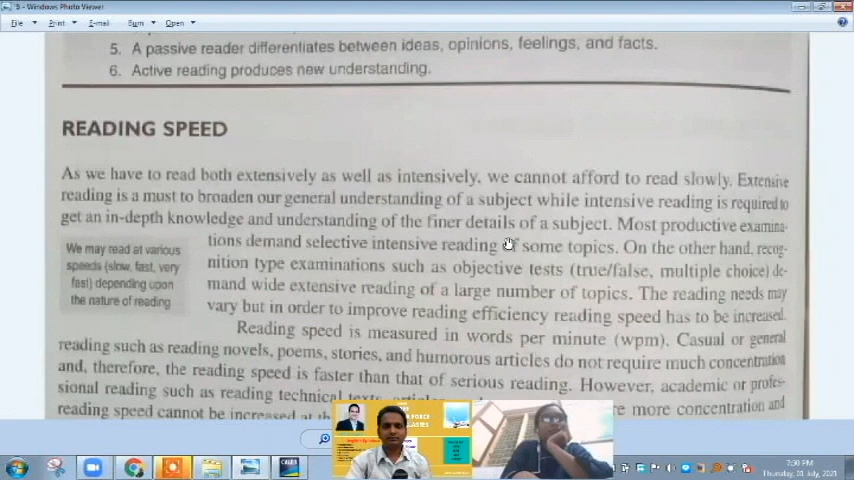 '5 - Windows Photo Viewer
File Print E-mail Burn Open
5. A passive reader differentiates between ideas, opinions, feelings, and facts.
6. Active reading produces new understanding.
READING SPEED
As we have to read both extensively as well as intensively, we cannot afford to read slowly. Extensive
reading is a must to broaden our general understanding of a subject while intensive reading is required to
get an in-depth knowledge and understanding of the finer details of a subject. Most productive examina-
tions demand selective intensive reading of some topics. On the other hand, recog-
nition type examinations such as objective tests (true/false, multiple choice) de-
mand wide extensive reading of a large number of topics. The reading needs may
vary but in order to improve reading efficiency reading speed has to be increased.
We may read at various
speeds (slow, fast, very
fast) depending upon
the nature of reading
Reading speed is measured in words per minute (wpm). Casual or general
reading such as reading novels, poems, stories, and humorous articles do not require much concentration
and, therefore, the reading speed is faster than that of serious reading. However, academic or profes-
sional reading such as reading technical texts, more concentration and
reading speed cannot be increased at
FORCE
CLASSES
7:50 PM
Thursday, 01 July, 2021